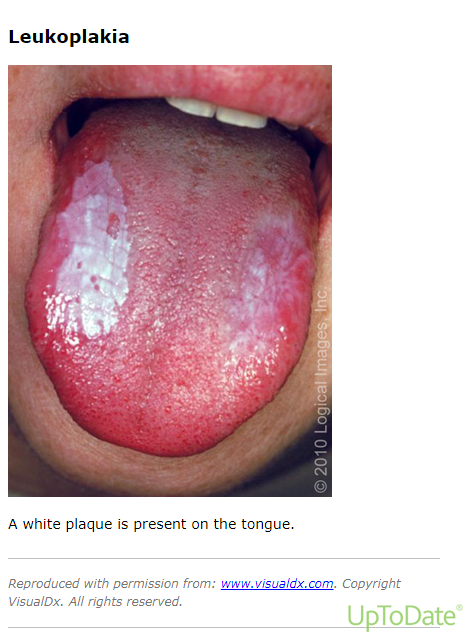 Leukoplakia
© 2010 Logical Images, Inc.
A white plaque is present on the tongue.
Reproduced with permission from: www.visualdx.com. Copyright
VisualDx. All rights reserved.
UpToDate®